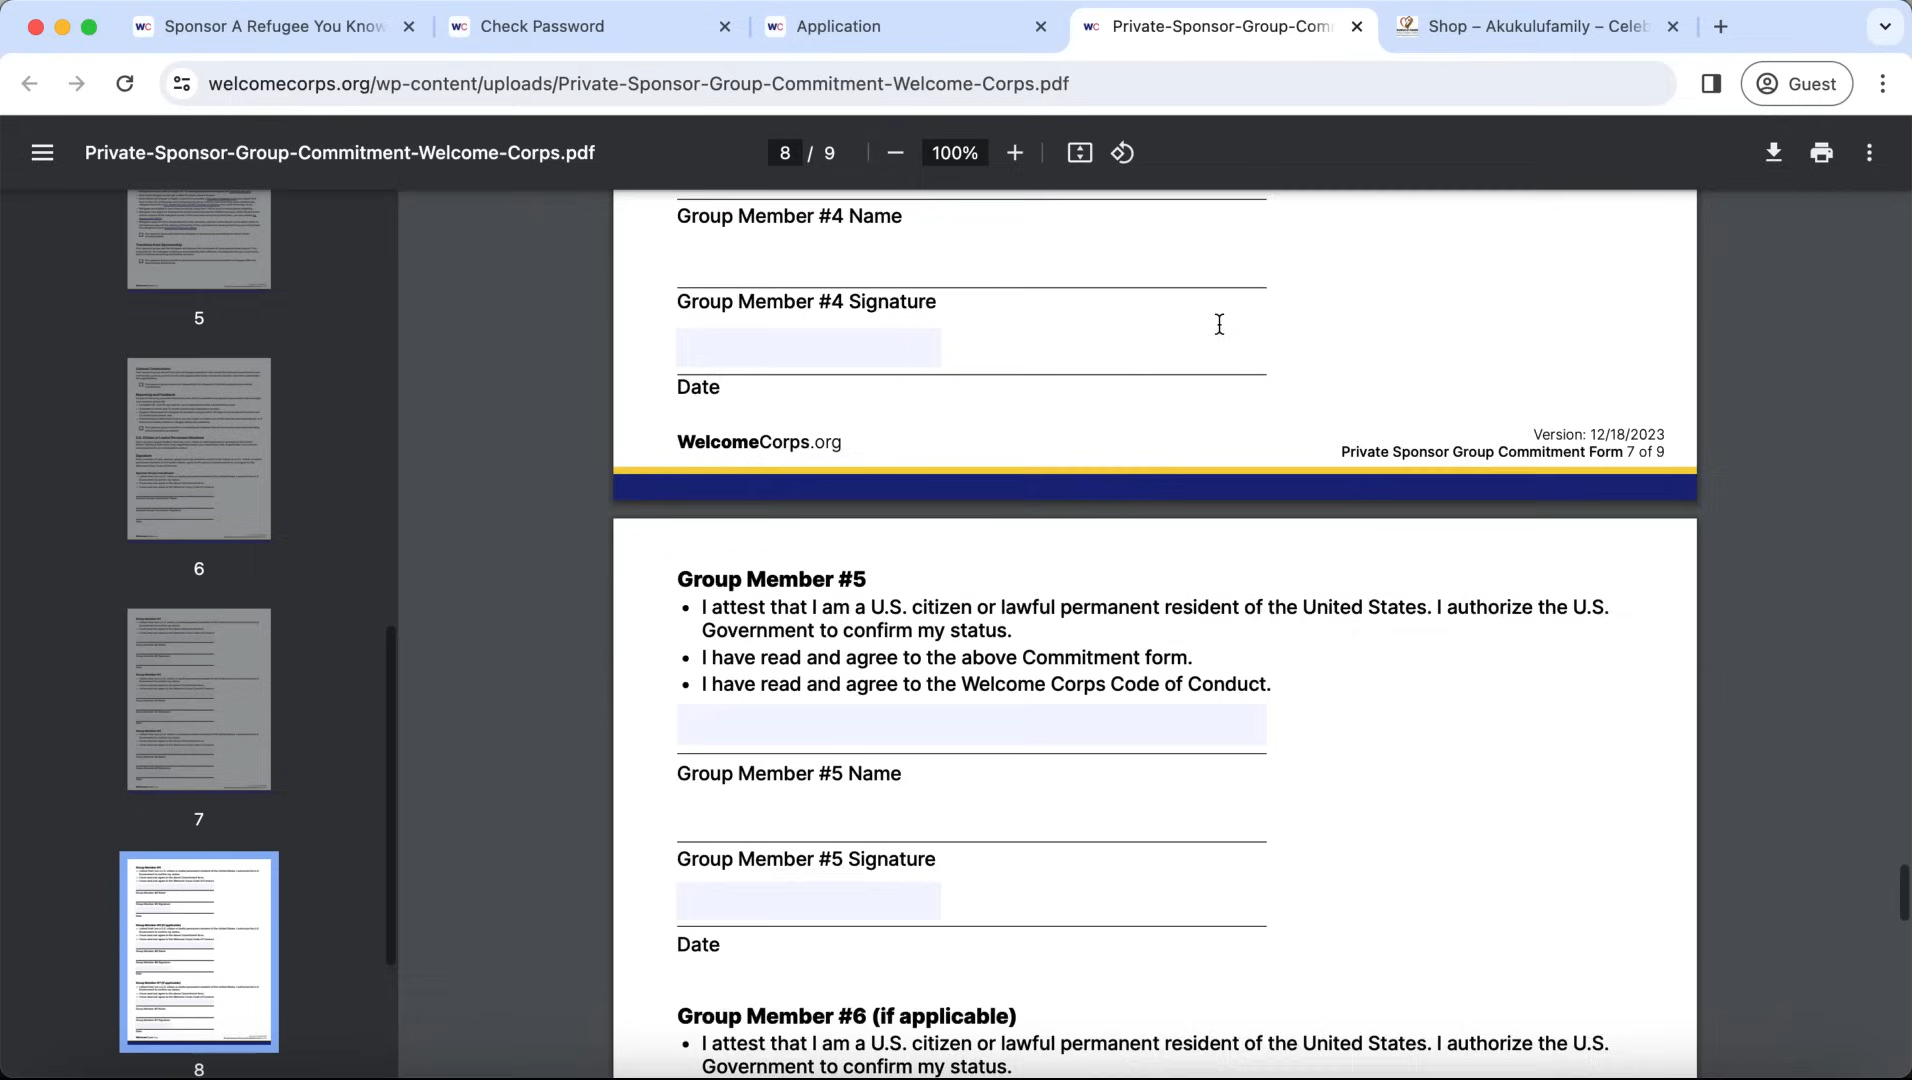 Sponsor A Refugee You Know
Check Password
Application
Private-Sponsor-Group-Com
Shop – Akukulufamily – Celeb
welcomecorps.org/wp-content/uploads/Private-Sponsor-Group-Commitment-Welcome-Corps.pdf
Guest
Private-Sponsor-Group-Commitment-Welcome-Corps.pdf
8 / 9
100%
5
6
7
8
Group Member #4 Name
Group Member #4 Signature
Date
WelcomeCorps.org
Version: 12/18/2023
Private Sponsor Group Commitment Form 7 of 9
Group Member #5
• I attest that I am a U.S. citizen or lawful permanent resident of the United States. I authorize the U.S.
Government to confirm my status.
• I have read and agree to the above Commitment form.
• I have read and agree to the Welcome Corps Code of Conduct.
Group Member #5 Name
Group Member #5 Signature
Date
Group Member #6 (if applicable)
• I attest that I am a U.S. citizen or lawful permanent resident of the United States. I authorize the U.S.
Government to confirm my status.